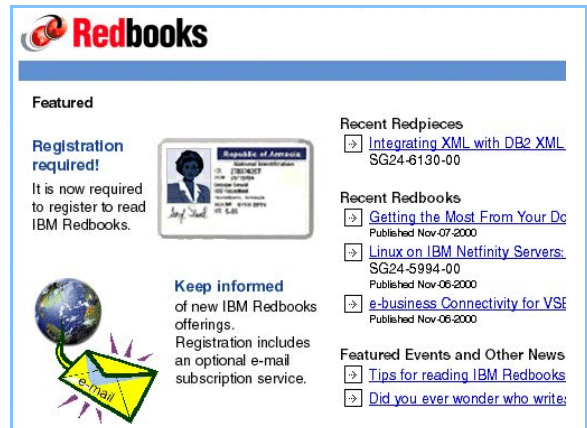 Redbooks
Featured
Registration
required!
It is now required
to register to read
IBM Redbooks.
Republic of Armacia
National Identification
Keep informed
of new IBM Redbooks
offerings.
Registration includes
an optional e-mail
subscription service.
e-mail
Recent Redpieces
Integrating XML with DB2 XML
SG24-6130-00
Recent Redbooks
Getting the Most From Your Do
Published Nov-07-2000
Linux on IBM Netfinity Servers:
SG24-5994-00
Published Nov-06-2000
e-business Connectivity for VSE
Published Nov-06-2000
Featured Events and Other News
Tips for reading IBM Redbooks
Did you ever wonder who writes